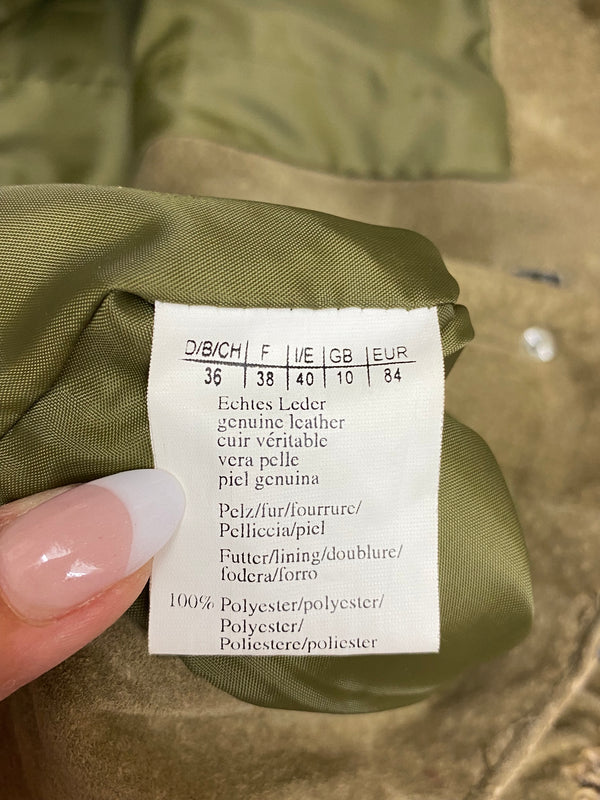 D/B/CH F I/E GB EUR
36 38 40 10 84
Echtes Leder
genuine leather
cuir véritable
vera pelle
piel genuina
Pelz/fur/fourrure/
Pelliccia/piel
Futter/lining/doublure/
fodera/forro
100% Polyester/polyester/
Polyester/
Poliestere/poliester